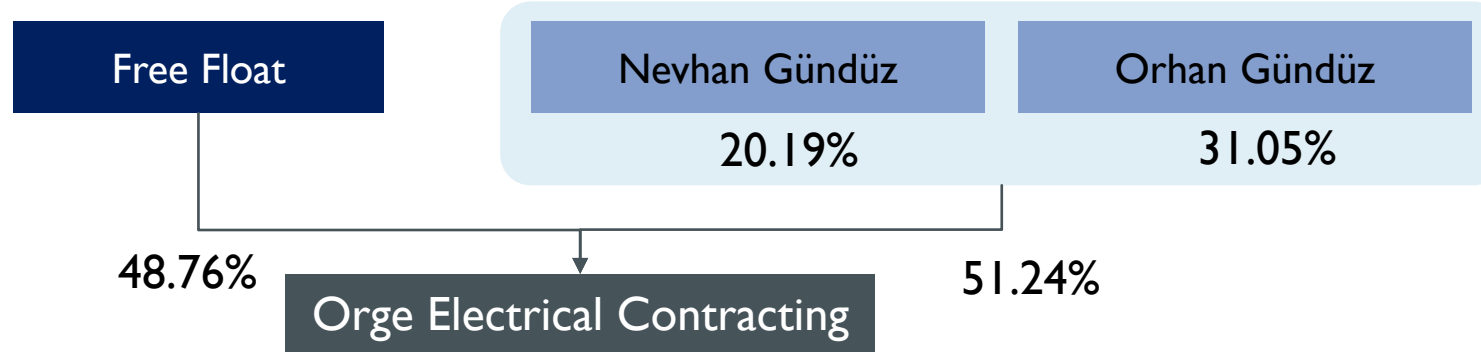 Free Float
Nevhan Gündüz
Orhan Gündüz
20.19%
31.05%
48.76%
51.24%
Orge Electrical Contracting